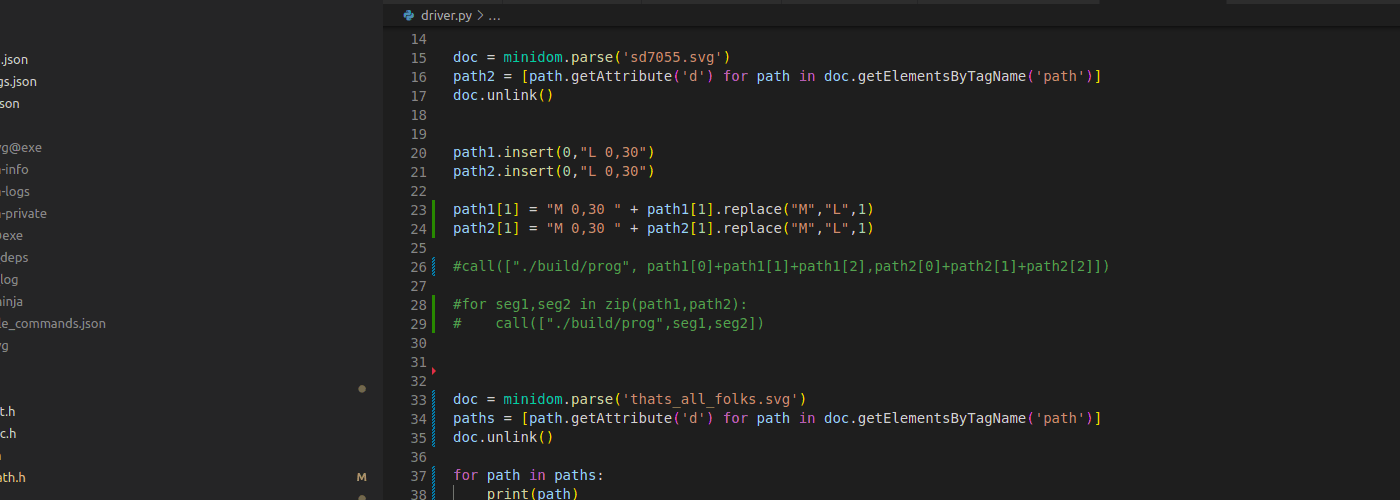 driver.py > ...
.json
gs.json
son
g@exe
-info
-logs
-private
exe
deps
log
ninja
le_commands.json
g
t.h
c.h
ath.h M
14
15 doc = minidom.parse('sd7055.svg')
16 path2 = [path.getAttribute('d') for path in doc.getElementsByTagName('path')]
17 doc.unlink()
18
19
20 path1.insert(0,"L 0,30")
21 path2.insert(0,"L 0,30")
22
23 path1[1] = "M 0,30 " + path1[1].replace("M","L",1)
24 path2[1] = "M 0,30 " + path2[1].replace("M","L",1)
25
26 #call(["./build/prog", path1[0]+path1[1]+path1[2],path2[0]+path2[1]+path2[2]])
27
28 #for seg1,seg2 in zip(path1,path2):
29 #    call(["./build/prog",seg1,seg2])
30
31
32
33 doc = minidom.parse('thats_all_folks.svg')
34 paths = [path.getAttribute('d') for path in doc.getElementsByTagName('path')]
35 doc.unlink()
36
37 for path in paths:
38     print(path)